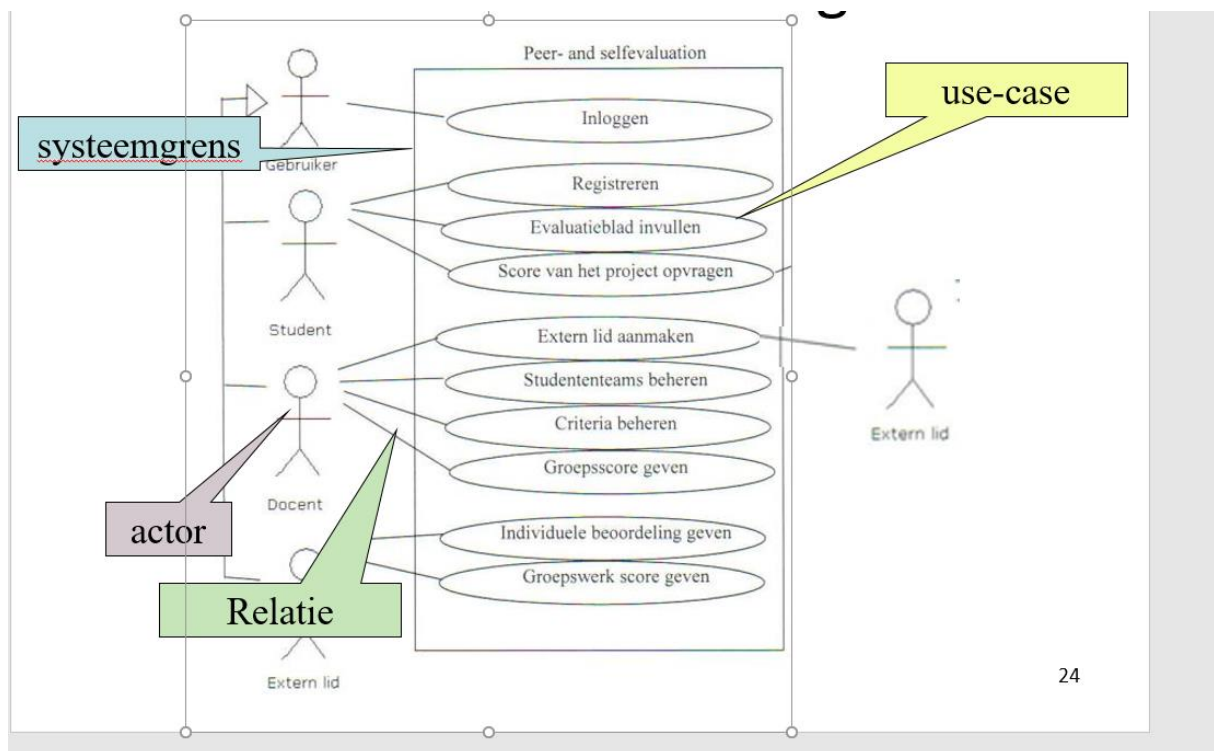 Peer- and selfevaluation
use-case
Inloggen
systeemgrens
Gebruiker
Registreren
Evaluatieblad invullen
Score van het project opvragen
Student
Extern lid aanmaken
Studententeams beheren
Criteria beheren
Extern lid
Groepsscore geven
Docent
actor
Individuele beoordeling geven
Groepswerk score geven
Relatie
Extern lid
24